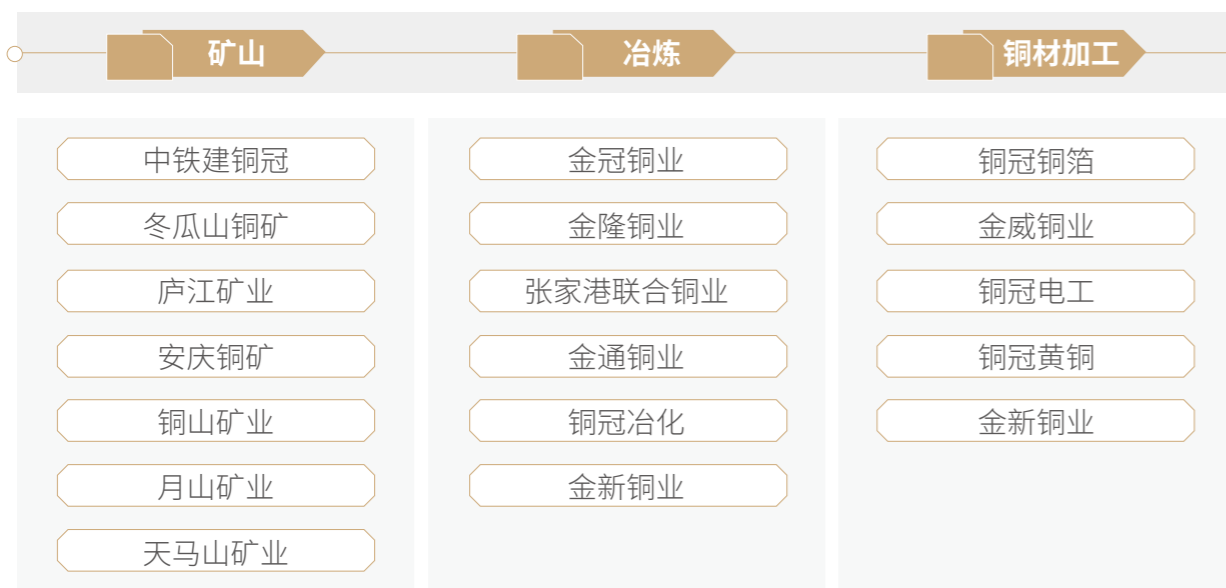 矿山
冶炼
铜材加工
中铁建铜冠
冬瓜山铜矿
庐江矿业
安庆铜矿
铜山矿业
月山矿业
天马山矿业
金冠铜业
金隆铜业
张家港联合铜业
金通铜业
铜冠冶化
金新铜业
铜冠铜箔
金威铜业
铜冠电工
铜冠黄铜
金新铜业